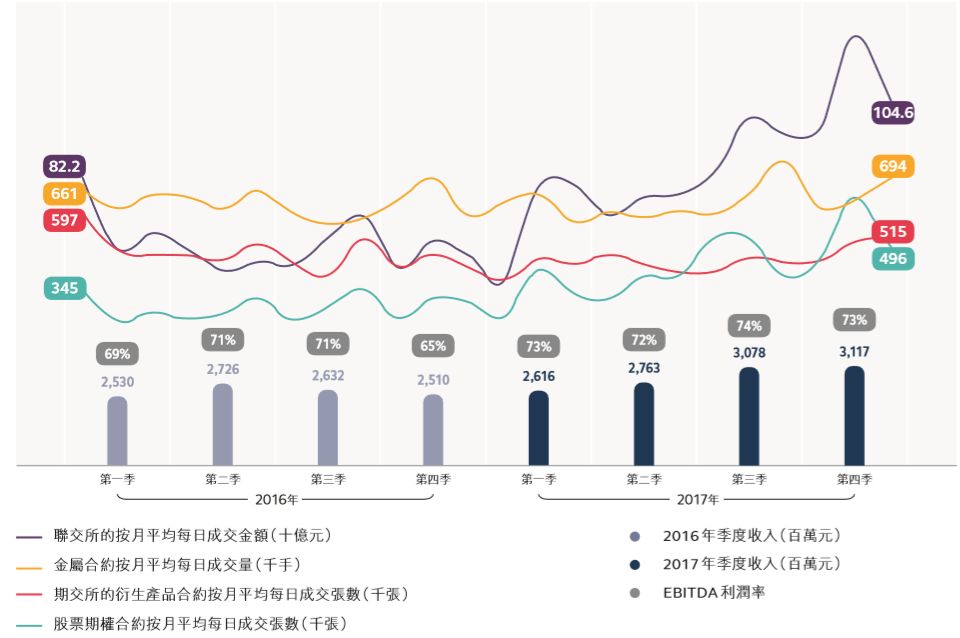 104.6
82.2
694
661
597
515
496
345
69%
71%
71%
65%
73%
72%
74%
73%
2,530
2,726
2,632
2,510
2,616
2,763
3,078
3,117
第一季 第二季 第三季 第四季 第一季 第二季 第三季 第四季
2016年 2017年
聯交所的按月平均每日成交金額(十億元)
金屬合約按月平均每日成交量(千手)
期交所的衍生產品合約按月平均每日成交張數(千張)
股票期權合約按月平均每日成交張數(千張)
2016年季度收入(百萬元)
2017年季度收入(百萬元)
EBITDA利潤率